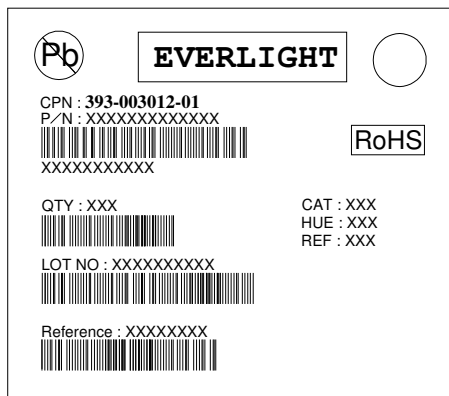 Pb
EVERLIGHT
CPN : 393-003012-01
P/N : XXXXXXXXXXXXX
RoHS
XXXXXXXXXXX
QTY : XXX
CAT : XXX
HUE : XXX
REF : XXX
LOT NO : XXXXXXXXXX
Reference : XXXXXXXX